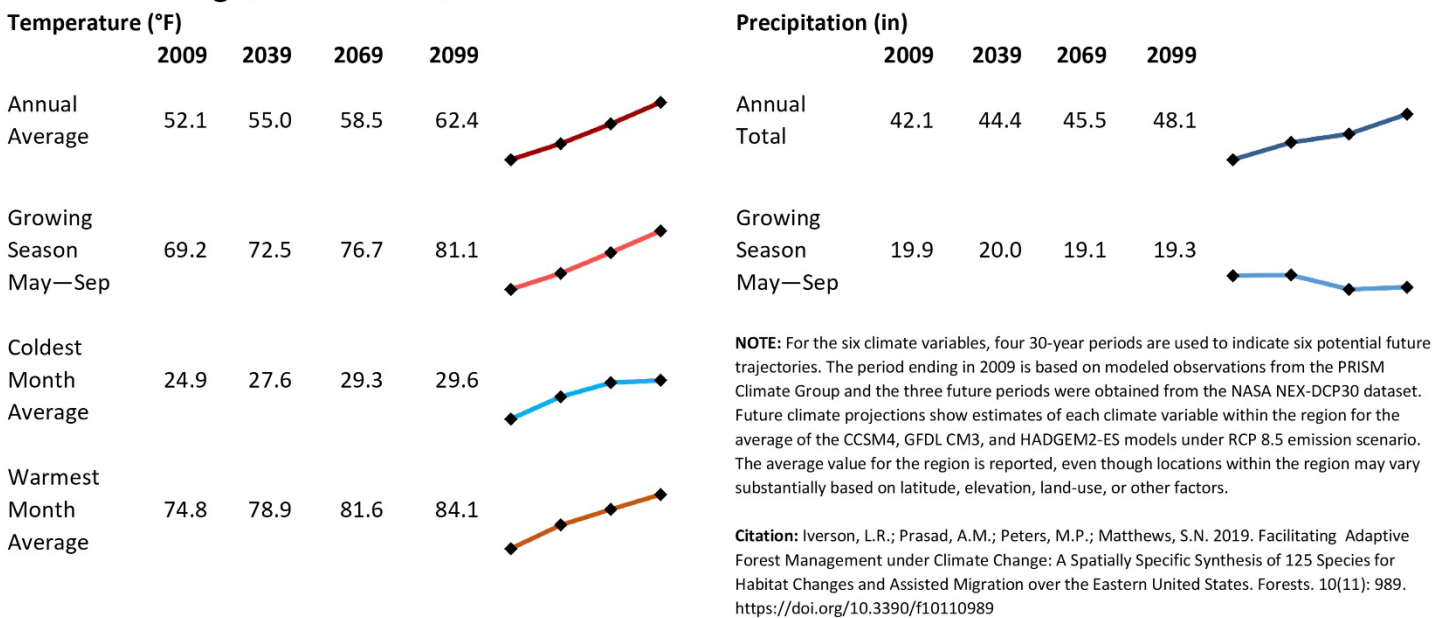 Temperature (°F)
2009 2039 2069 2099
Annual
Average
52.1 55.0 58.5 62.4
Growing
Season
May—Sep
69.2 72.5 76.7 81.1
Coldest
Month
Average
24.9 27.6 29.3 29.6
Warmest
Month
Average
74.8 78.9 81.6 84.1
Precipitation (in)
2009 2039 2069 2099
Annual
Total
42.1 44.4 45.5 48.1
Growing
Season
May—Sep
19.9 20.0 19.1 19.3
NOTE: For the six climate variables, four 30-year periods are used to indicate six potential future
trajectories. The period ending in 2009 is based on modeled observations from the PRISM
Climate Group and the three future periods were obtained from the NASA NEX-DCP30 dataset.
Future climate projections show estimates of each climate variable within the region for the
average of the CCSM4, GFDL CM3, and HADGEM2-ES models under RCP 8.5 emission scenario.
The average value for the region is reported, even though locations within the region may vary
substantially based on latitude, elevation, land-use, or other factors.
Citation: Iverson, L.R.; Prasad, A.M.; Peters, M.P.; Matthews, S.N. 2019. Facilitating Adaptive
Forest Management under Climate Change: A Spatially Specific Synthesis of 125 Species for
Habitat Changes and Assisted Migration over the Eastern United States. Forests. 10(11): 989.
https://doi.org/10.3390/f10110989